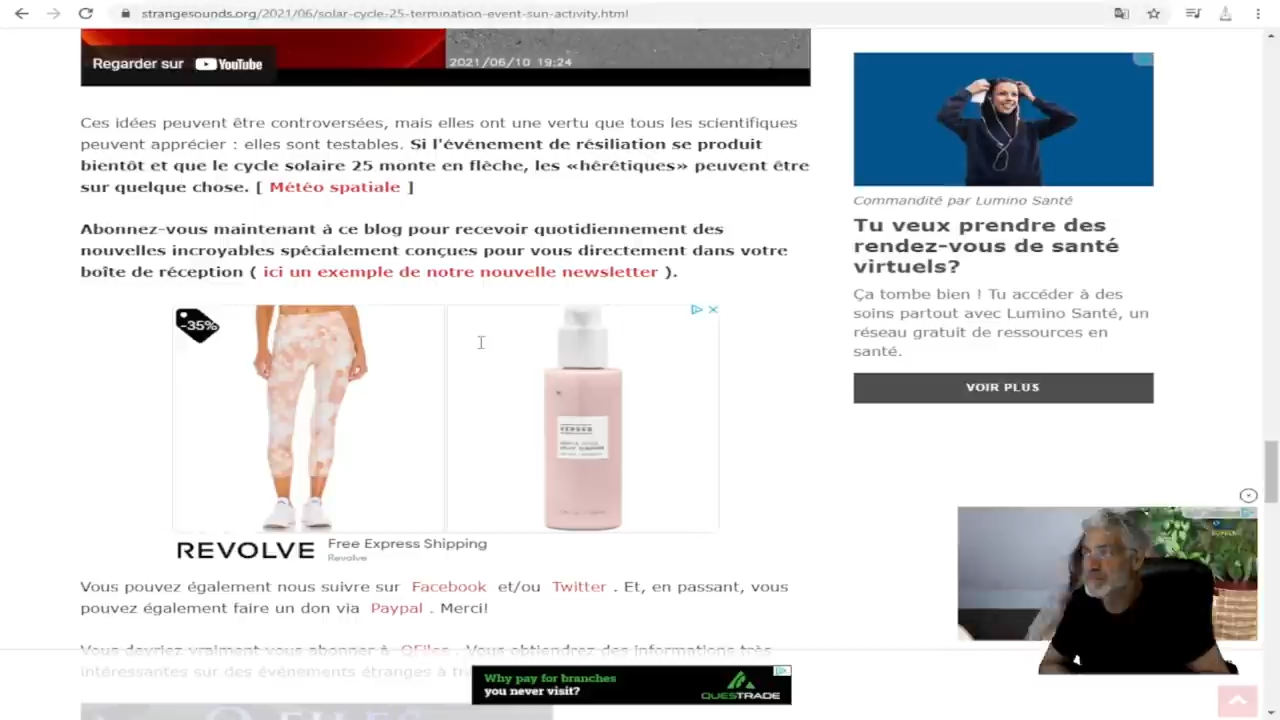 strangesounds.org/2021/06/solar-cycle-25-termination-event-sun-activity.html
Regarder sur YouTube
2021/06/10 19:24
Ces idées peuvent être controversées, mais elles ont une vertu que tous les scientifiques
peuvent apprécier : elles sont testables. Si l'événement de résiliation se produit
bientôt et que le cycle solaire 25 monte en flèche, les «hérétiques» peuvent être
sur quelque chose. [ Météo spatiale ]
Abonnez-vous maintenant à ce blog pour recevoir quotidiennement des
nouvelles incroyables spécialement conçues pour vous directement dans votre
boîte de réception ( ici un exemple de notre nouvelle newsletter ).
-35%
REVOLVE
Free Express Shipping
Revolve
Vous pouvez également nous suivre sur Facebook et/ou Twitter . Et, en passant, vous
pouvez également faire un don via Paypal . Merci!
Vous devriez vraiment vous abonner à QFiles . Vous obtiendrez des informations très
intéressantes sur des événements étranges à tr
Why pay for branches
you never visit?
QUESTRADE
Q FILES
Commandité par Lumino Santé
Tu veux prendre des
rendez-vous de santé
virtuels?
Ça tombe bien ! Tu accéder à des
soins partout avec Lumino Santé, un
réseau gratuit de ressources en
santé.
VOIR PLUS